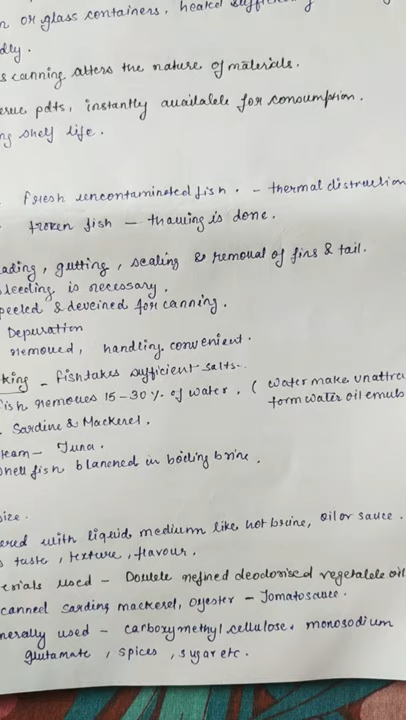 or glass containers, heated
dly.
s canning alters the nature of materials.
pdts, instantly available for consumption.
ng shelf life.
Fresh uncontaminated fish. - thermal distruction
frozen fish - thawing is done.
ading, gutting, scaling & removal of fins & tail.
leeding is necessary.
peeled & deveined for canning.
Depuration
removed, handling convenient.
king - fish takes sufficient salts.
fish removes 15-30% of water. (water make unattra
form water oil emuls
Sardine & Mackerel.
team - Tuna.
hell fish blanched in boiling brine.
size.
ered with liquid medium like hot brine, oil or sauce.
s taste, texture, flavour.
erials used - Double refined deodorised vegetable oil
canned sardine mackerel, oyester - Tomato sauce.
nerally used - carboxymethyl cellulose, monosodium
glutamate, spices, sugar etc.